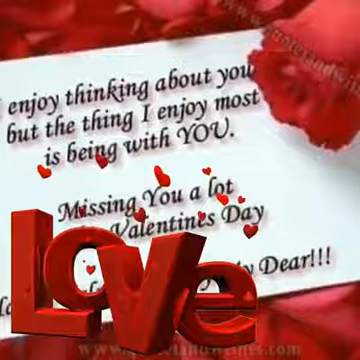 I enjoy thinking about you
but the thing I enjoy most
is being with YOU.
Missing You a lot
Valentines Day
Dear!!!
Love